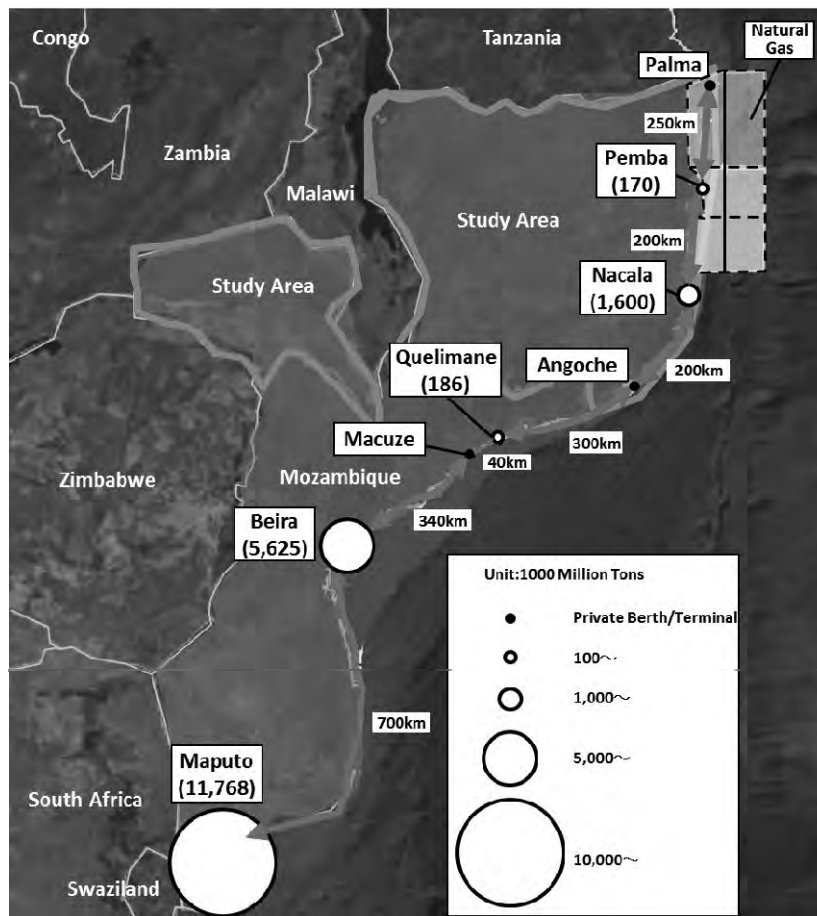 Congo
Tanzania
Natural
Gas
Palma
250km
Zambia
Pemba
(170)
Malawi
Study Area
200km
Study Area
Nacala
(1,600)
Quelimane
(186)
Angoche
200km
Macuze
300km
40km
Zimbabwe
Mozambique
Beira
(5,625)
340km
Unit:1000 Million Tons
Private Berth/Terminal
100～
1,000～
700km
Maputo
(11,768)
5,000～
South Africa
10,000～
Swaziland